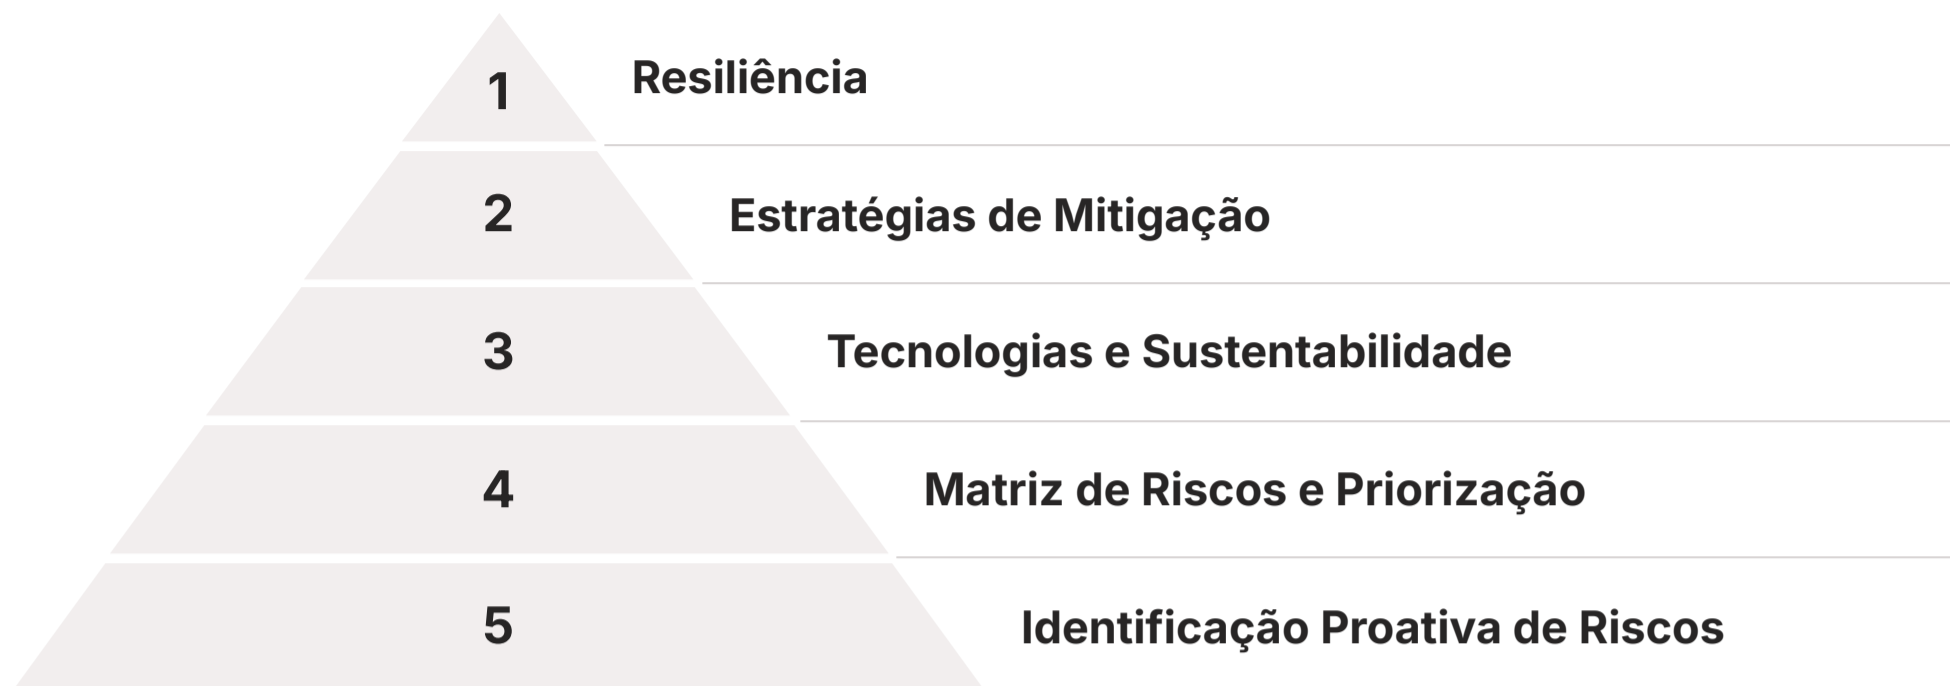 1
Resiliência
2
Estratégias de Mitigação
3
Tecnologias e Sustentabilidade
4
Matriz de Riscos e Priorização
5
Identificação Proativa de Riscos